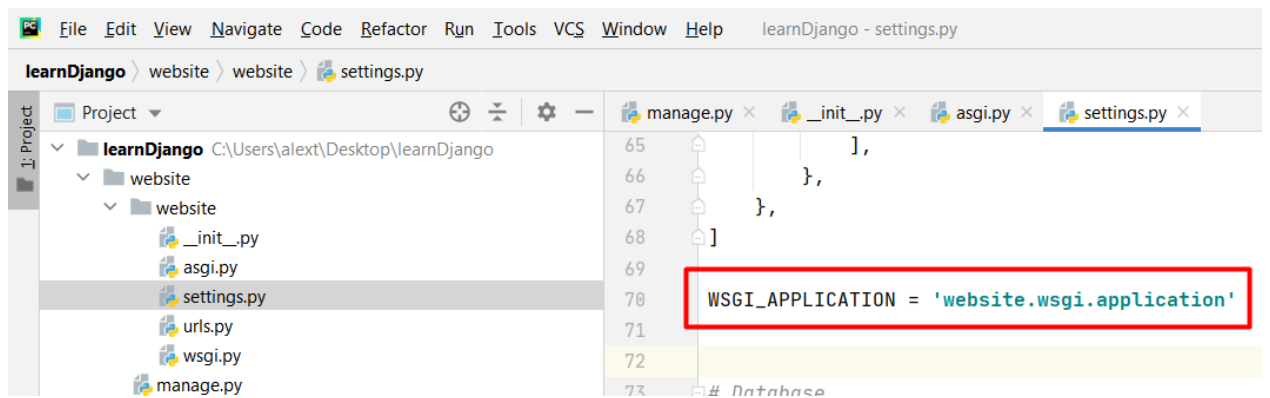 PC File Edit View Navigate Code Refactor Run Tools VCS Window Help learnDjango - settings.py
learnDjango website website settings.py
1: Project
Project
manage.py __init__.py asgi.py settings.py
learnDjango C:\Users\alext\Desktop\learnDjango
website
website
__init__.py
asgi.py
settings.py
urls.py
wsgi.py
manage.py
65 ],
66 },
67 },
68 ]
69
70 WSGI_APPLICATION = 'website.wsgi.application'
71
72
73 # Database